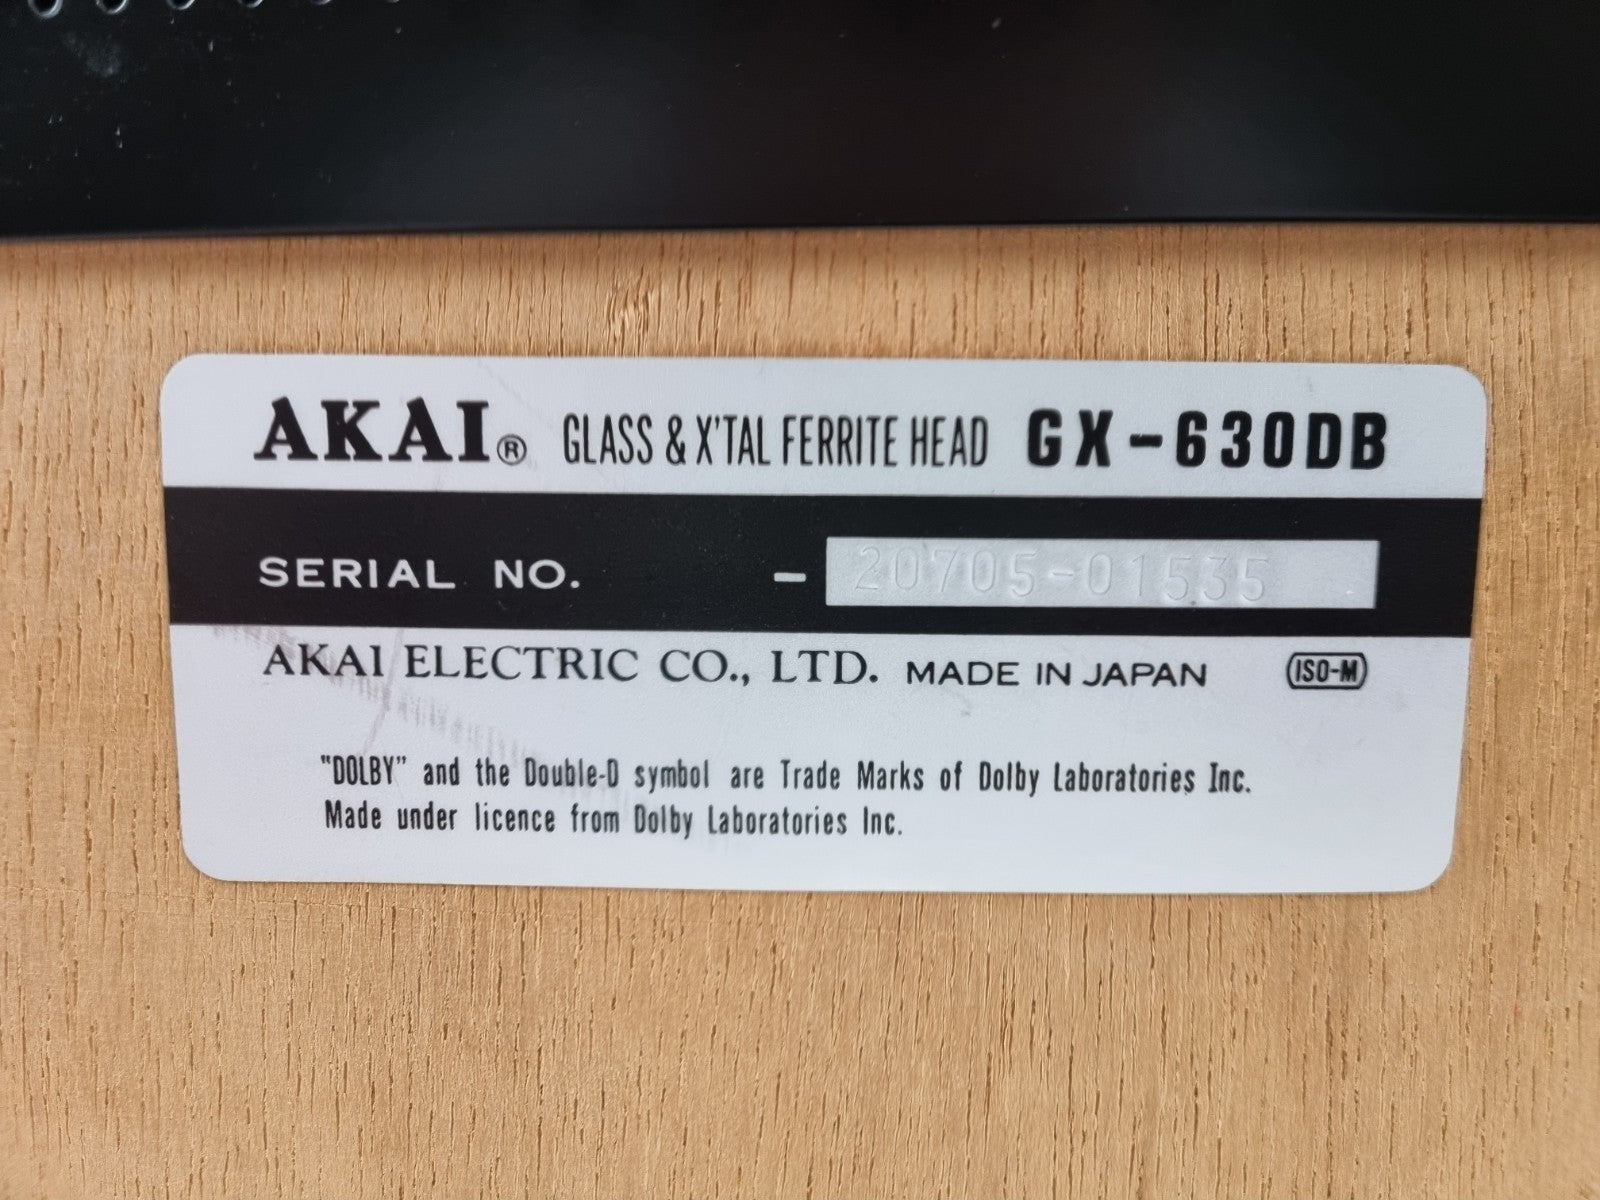 AKAI® GLASS & X'TAL FERRITE HEAD GX-630DB
SERIAL NO. - 20705-01535
AKAI ELECTRIC CO., LTD. MADE IN JAPAN ISO-M
"DOLBY" and the Double-D symbol are Trade Marks of Dolby Laboratories Inc.
Made under licence from Dolby Laboratories Inc.